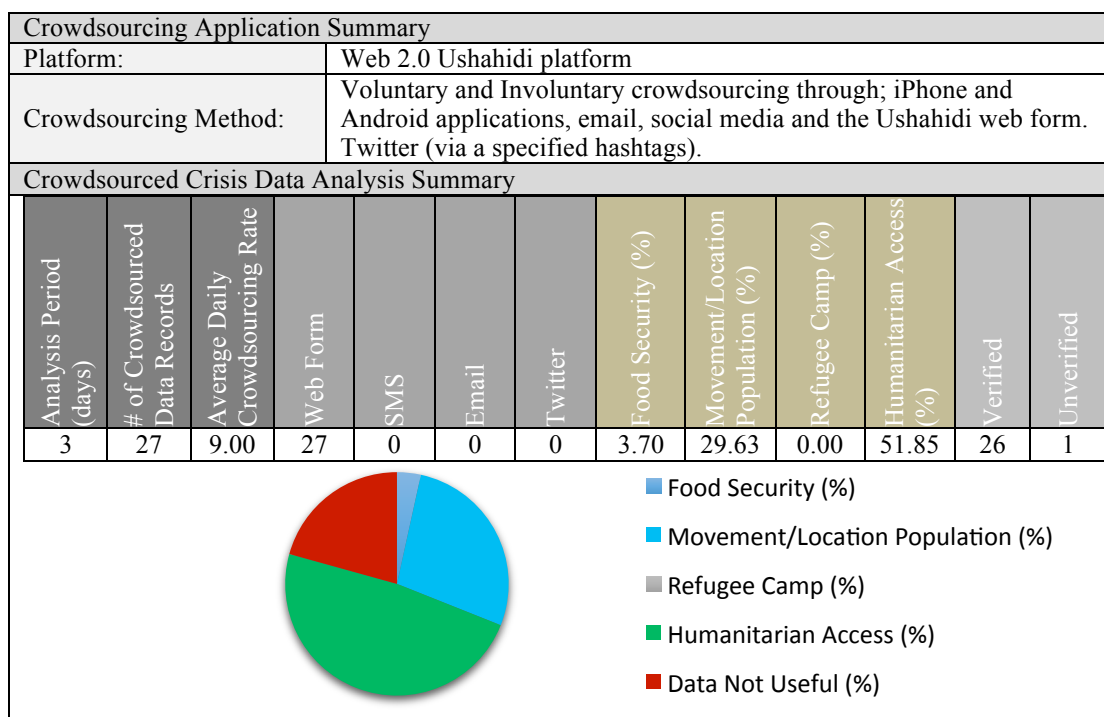 Crowdsourcing Application Summary
Platform: Web 2.0 Ushahidi platform
Crowdsourcing Method: Voluntary and Involuntary crowdsourcing through; iPhone and
Android applications, email, social media and the Ushahidi web form.
Twitter (via a specified hashtags).
Crowdsourced Crisis Data Analysis Summary
Analysis Period
(days)
# of Crowdsourced
Data Records
Average Daily
Crowdsourcing Rate
Web Form
SMS
Email
Twitter
Food Security (%)
Movement/Location
Population (%)
Refugee Camp (%)
Humanitarian Access
(%)
Verified
Unverified
3 27 9.00 27 0 0 0 3.70 29.63 0.00 51.85 26 1
Food Security (%)
Movement/Location Population (%)
Refugee Camp (%)
Humanitarian Access (%)
Data Not Useful (%)